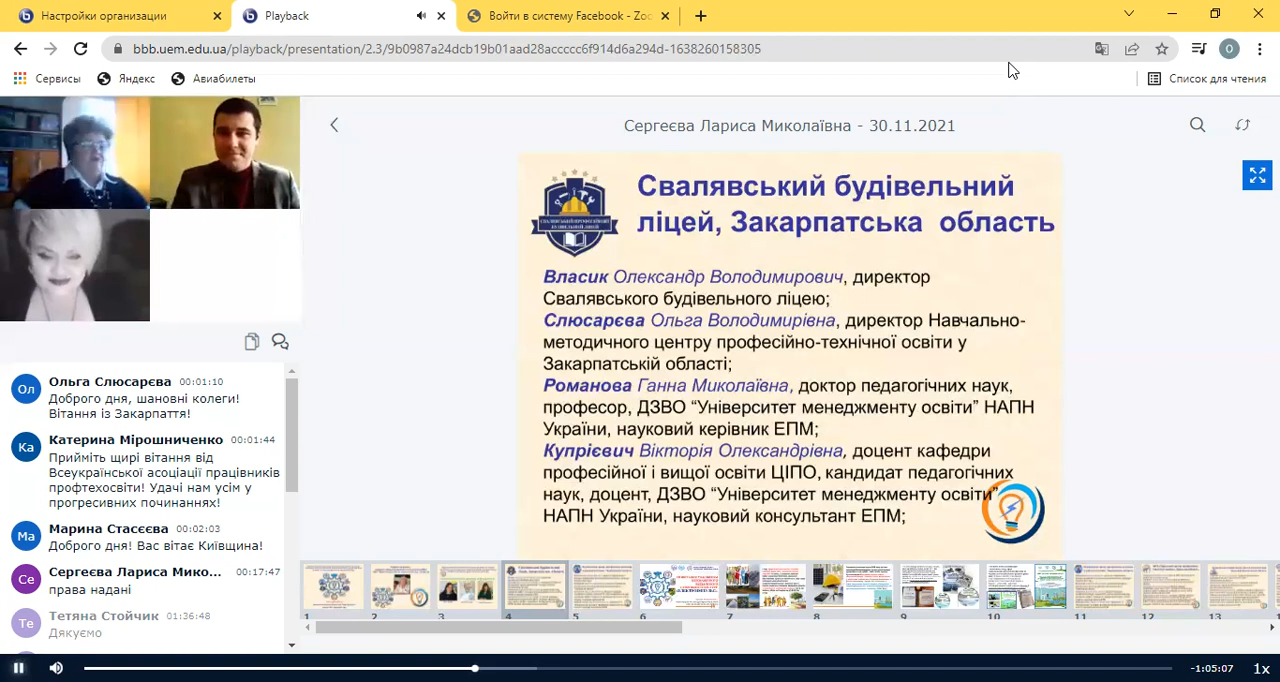 Настройки организации
Playback
Войти в систему Facebook - Zoo
bbb.uem.edu.ua/playback/presentation/2.3/9b0987a24dcb19b01aad28accccc6f914d6a294d-1638260158305
О
Сервисы
Яндекс
Авиабилеты
Список для чтения
Сергеєва Лариса Миколаївна - 30.11.2021
Свалявський будівельний
ліцей, Закарпатська область
Власик Олександр Володимирович, директор
Свалявського будівельного ліцею;
Слюсарєва Ольга Володимирівна, директор Навчально-
методичного центру професійно-технічної освіти у
Закарпатській області;
Романова Ганна Миколаївна, доктор педагогічних наук,
професор, ДЗВО “Університет менеджменту освіти” НАПН
України, науковий керівник ЕПМ;
Купрієвич Вікторія Олександрівна, доцент кафедри
професійної і вищої освіти ЦІПО, кандидат педагогічних
наук, доцент, ДЗВО “Університет менеджменту освіти”
НАПН України, науковий консультант ЕПМ;
Ол
Ольга Слюсарєва 00:01:10
Доброго дня, шановні колеги!
Вітання із Закарпаття!
Ка
Катерина Мірошниченко 00:01:44
Прийміть щирі вітання від
Всеукраїнської асоціації працівників
профтехосвіти! Удачі нам усім у
прогресивних починаннях!
Ма
Марина Стасєєва 00:02:03
Доброго дня! Вас вітає Київщина!
Се
Сергеєва Лариса Мико... 00:17:47
права надані
Те
Тетяна Стойчик 01:36:48
Дякуємо
1 2 3 4 5 6 7 8 9 10 11 12 13
-1:05:07
1x